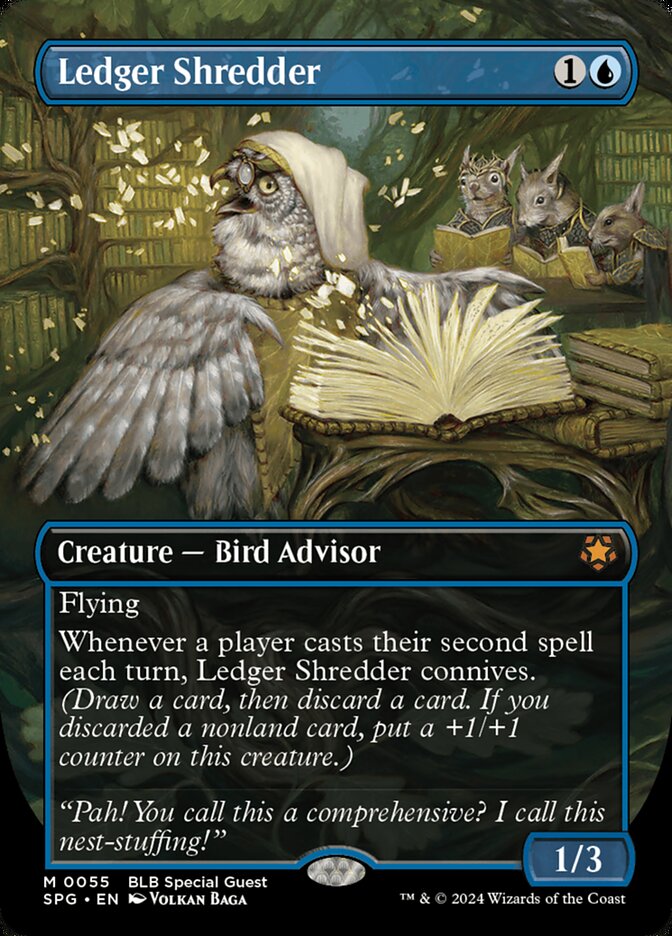 Ledger Shredder 1
Creature — Bird Advisor
Flying
Whenever a player casts their second spell
each turn, Ledger Shredder connives.
(Draw a card, then discard a card. If you
discarded a nonland card, put a +1/+1
counter on this creature.)
“Pah! You call this a comprehensive? I call this
nest-stuffing!”
1/3
M 0055 BLB Special Guest
SPG • EN Volkan Baga
™ & © 2024 Wizards of the Coast